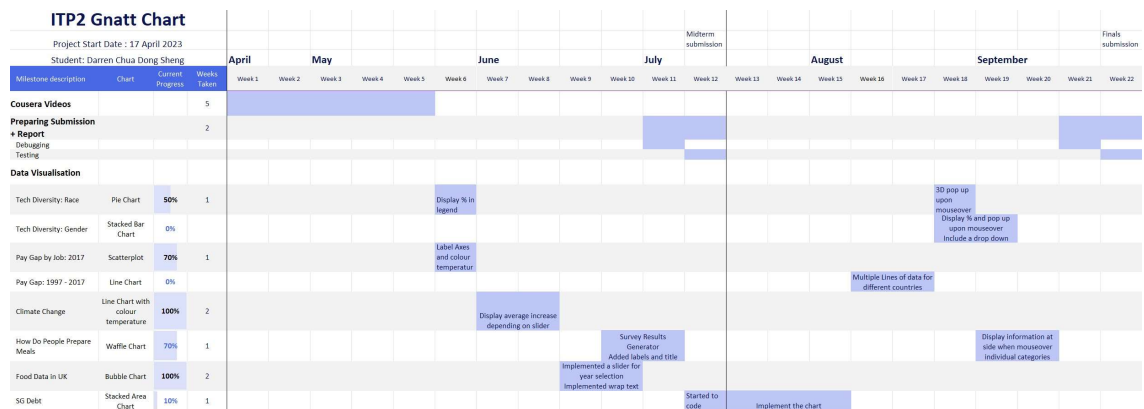 ITP2 Gnatt Chart
Midterm submission
Finals submission
Project Start Date : 17 April 2023
Student: Darren Chua Dong Sheng
April May June July August September
Milestone description Chart Current Progress Weeks Taken Week 1 Week 2 Week 3 Week 4 Week 5 Week 6 Week 7 Week 8 Week 9 Week 10 Week 11 Week 12 Week 13 Week 14 Week 15 Week 16 Week 17 Week 18 Week 19 Week 20 Week 21 Week 22
Cousera Videos 5
Preparing Submission
+ Report
2
Debugging
Testing
Data Visualisation
Tech Diversity: Race Pie Chart 50% 1
Display % in
legend
3D pop up
upon
mouseover
Tech Diversity: Gender
Stacked Bar
Chart
0%
Display % and pop up
upon mouseover
Include a drop down
Pay Gap by Job: 2017 Scatterplot 70% 1
Label Axes
and colour
temperatur
Pay Gap: 1997 - 2017 Line Chart 0%
Multiple Lines of data for
different countries
Climate Change
Line Chart with
colour
temperature
100% 2
Display average increase
depending on slider
How Do People Prepare
Meals
Waffle Chart 70% 1
Survey Results
Generator
Added labels and title
Display information at
side when mouseover
individual categories
Food Data in UK Bubble Chart 100% 2
Implemented a slider for
year selection
Implemented wrap text
SG Debt
Stacked Area
Chart
10% 1
Started to
code
Implement the chart